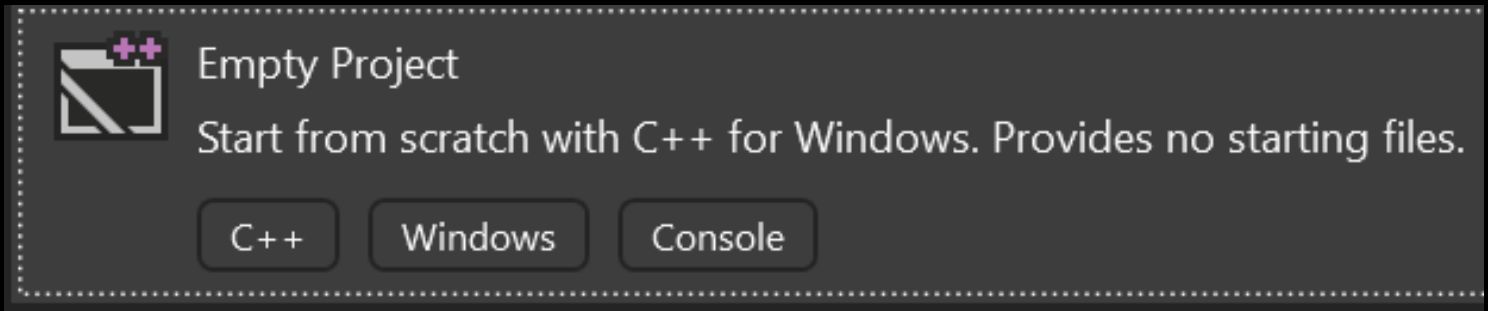 Empty Project
Start from scratch with C++ for Windows. Provides no starting files.
C++ Windows Console